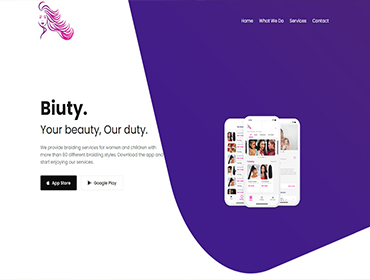 Home What We Do Services Contact
Biuty.
Your beauty, Our duty.
We provide braiding services for women and children with
more than 80 different braiding styles. Download the app and
start enjoying our services.
App Store Google Play